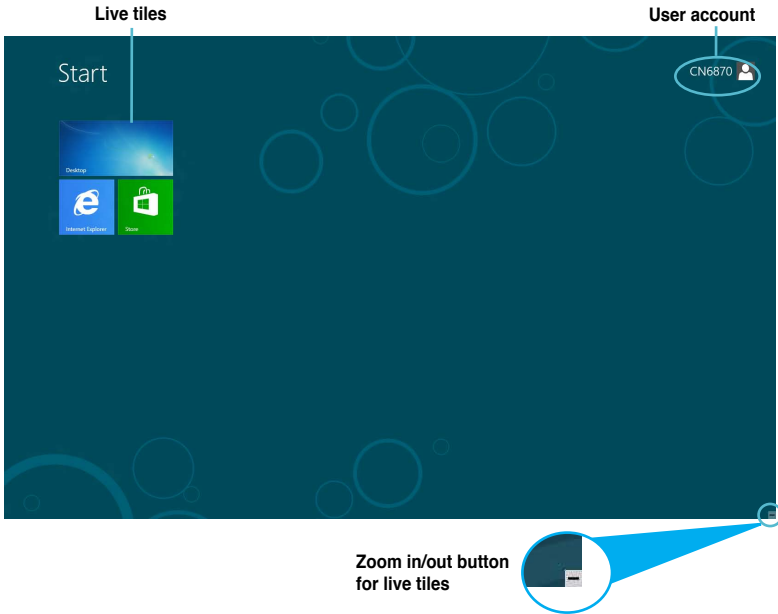 Live tiles
User account
Start
CN6870
Desktop
Internet Explorer
Store
Zoom in/out button
for live tiles